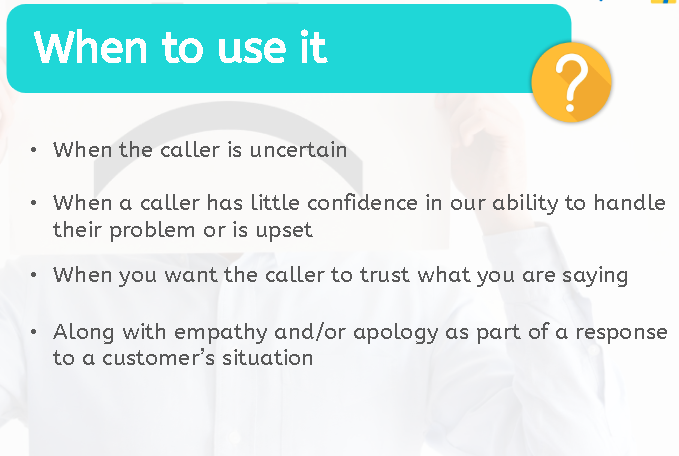 When to use it
?
• When the caller is uncertain
• When a caller has little confidence in our ability to handle
their problem or is upset
• When you want the caller to trust what you are saying
• Along with empathy and/or apology as part of a response
to a customer's situation